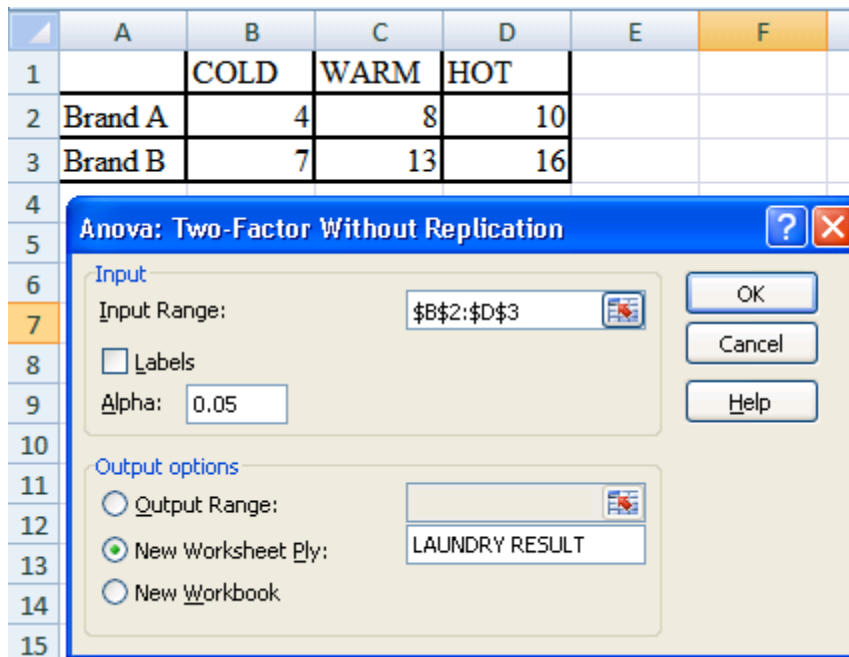 A B C D E F
1 COLD WARM HOT
2 Brand A 4 8 10
3 Brand B 7 13 16
4
Anova: Two-Factor Without Replication ? X
5
6 Input
Input Range: $B$2:$D$3 OK
7
Labels Cancel
8
9 Alpha: 0.05 Help
10
Output options
11
Output Range:
12
New Worksheet Ply: LAUNDRY RESULT
13
14 New Workbook
15